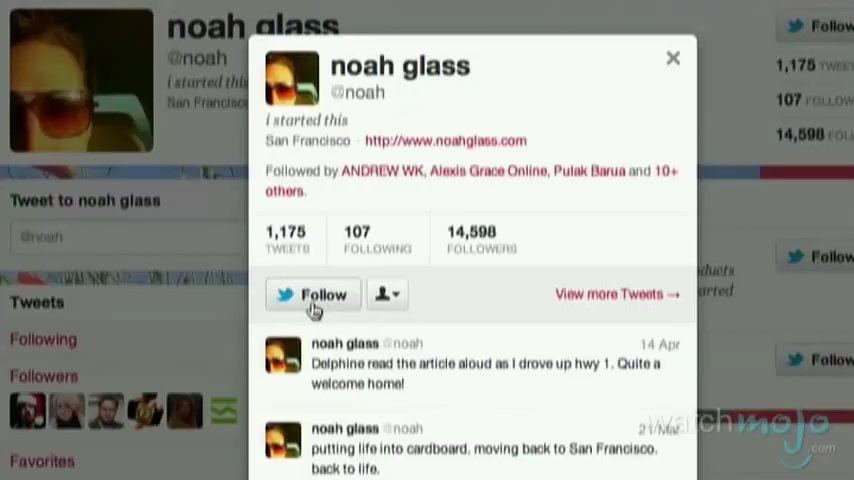 noah glass
@noah
i started this
San Francisco
Tweet to noah glass
@noah
Tweets
Following
Followers
Favorites
noah glass
@noah
i started this
San Francisco · http://www.noahglass.com
Followed by ANDREW WK, Alexis Grace Online, Pulak Barua and 10+
others.
1,175 107 14,598
TWEETS FOLLOWING FOLLOWERS
Follow View more Tweets →
noah glass @noah 14 Apr
Delphine read the article aloud as I drove up hwy 1. Quite a
welcome home!
noah glass @noah 21 Mar
putting life into cardboard. moving back to San Francisco.
back to life.
Follow
1,175 TWEETS
107 FOLLOW
14,598 FOL
ducts
Follow
arted
Follow
watchmojo
.com